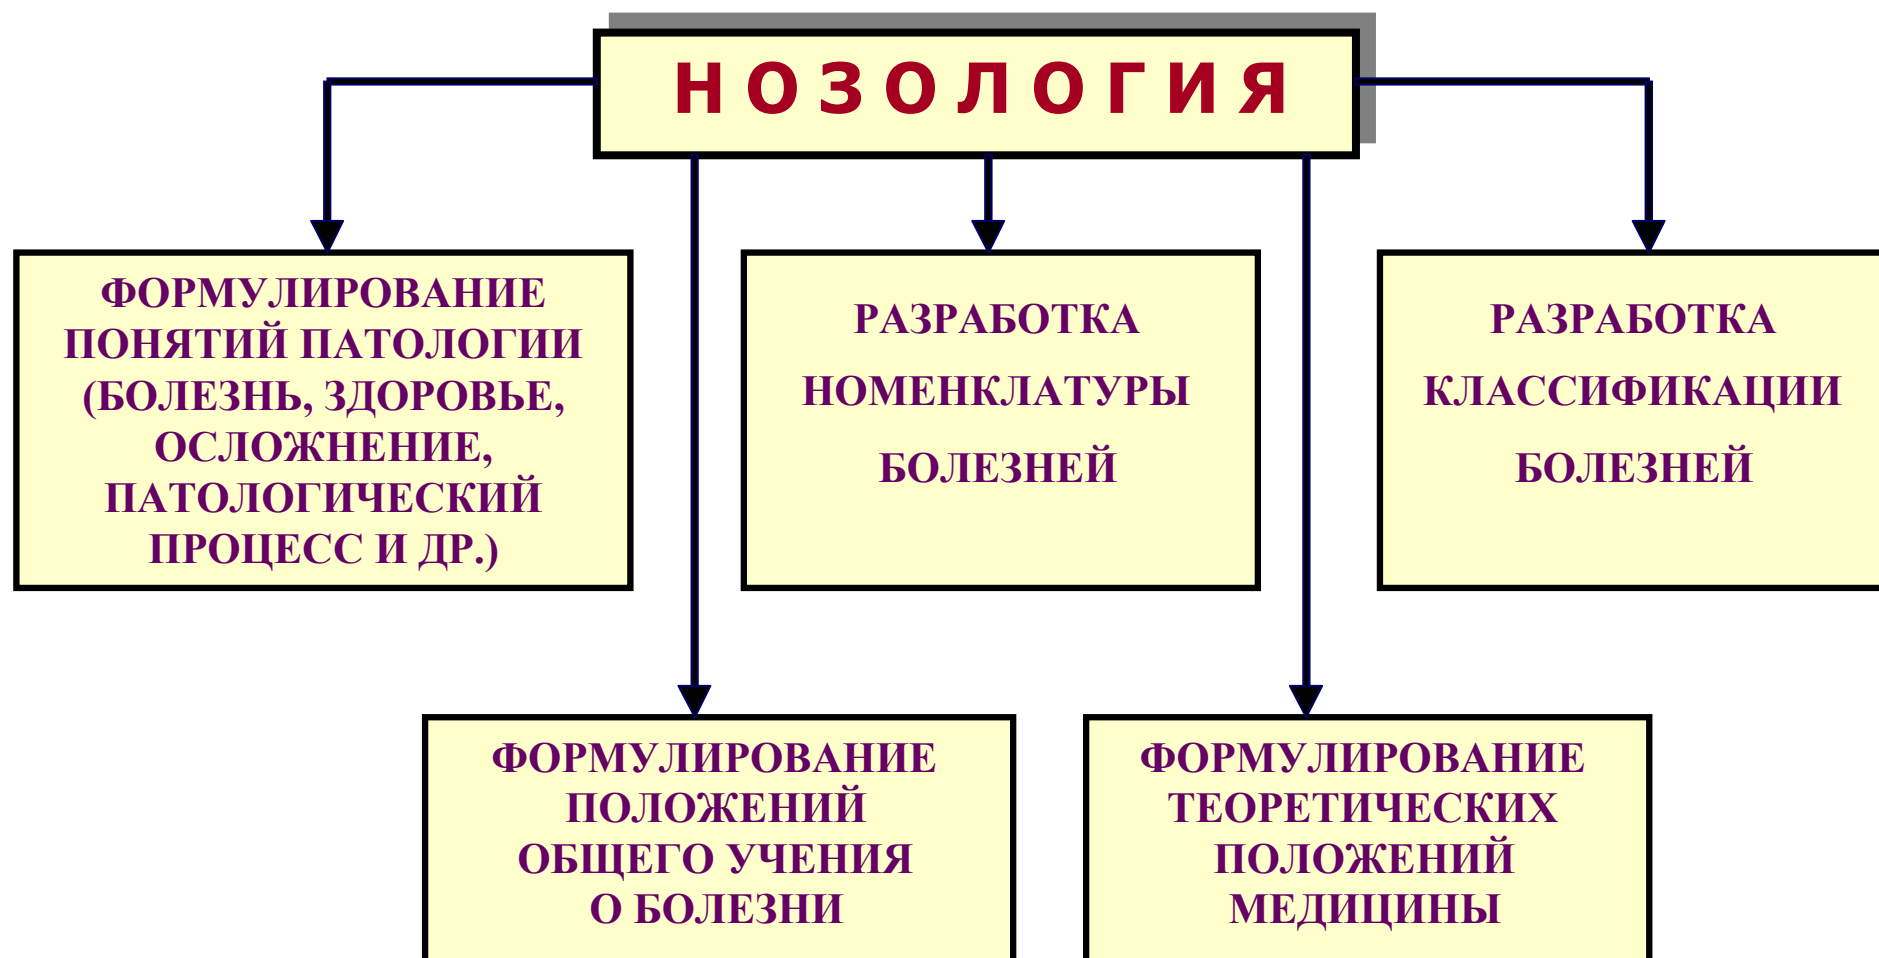 НОЗОЛОГИЯ
ФОРМУЛИРОВАНИЕ
ПОНЯТИЙ ПАТОЛОГИИ
(БОЛЕЗНЬ, ЗДОРОВЬЕ,
ОСЛОЖНЕНИЕ,
ПАТОЛОГИЧЕСКИЙ
ПРОЦЕСС И ДР.)
РАЗРАБОТКА
НОМЕНКЛАТУРЫ
БОЛЕЗНЕЙ
РАЗРАБОТКА
КЛАССИФИКАЦИИ
БОЛЕЗНЕЙ
ФОРМУЛИРОВАНИЕ
ПОЛОЖЕНИЙ
ОБЩЕГО УЧЕНИЯ
О БОЛЕЗНИ
ФОРМУЛИРОВАНИЕ
ТЕОРЕТИЧЕСКИХ
ПОЛОЖЕНИЙ
МЕДИЦИНЫ